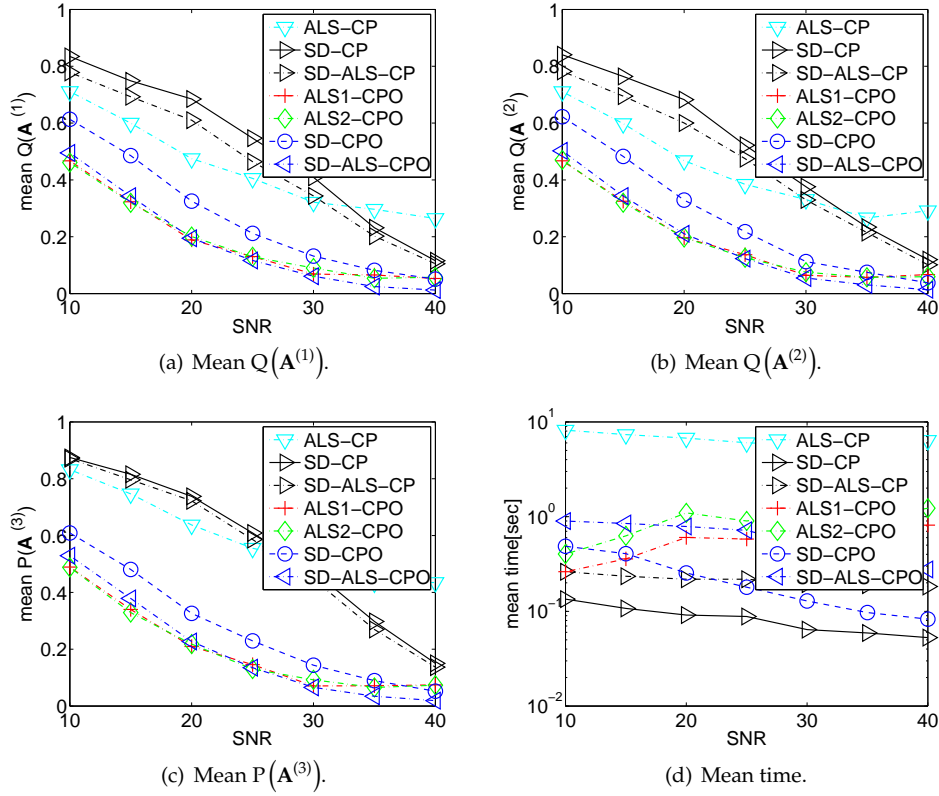 1
0.8
0.6
0.4
0.2
0
mean Q(A^(1))
10 20 30 40
SNR
ALS−CP
SD−CP
SD−ALS−CP
ALS1−CPO
ALS2−CPO
SD−CPO
SD−ALS−CPO
(a) Mean Q(A^(1)).
1
0.8
0.6
0.4
0.2
0
mean Q(A^(2))
10 20 30 40
SNR
ALS−CP
SD−CP
SD−ALS−CP
ALS1−CPO
ALS2−CPO
SD−CPO
SD−ALS−CPO
(b) Mean Q(A^(2)).
1
0.8
0.6
0.4
0.2
0
mean P(A^(3))
10 20 30 40
SNR
ALS−CP
SD−CP
SD−ALS−CP
ALS1−CPO
ALS2−CPO
SD−CPO
SD−ALS−CPO
(c) Mean P(A^(3)).
10^1
10^0
10^−1
10^−2
mean time[sec]
10 20 30 40
SNR
ALS−CP
SD−CP
SD−ALS−CP
ALS1−CPO
ALS2−CPO
SD−CPO
SD−ALS−CPO
(d) Mean time.